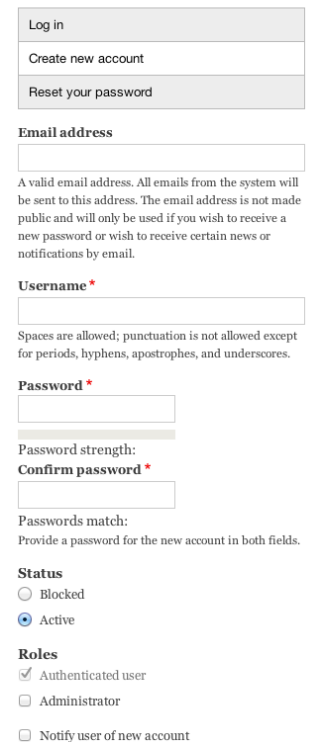 Log in
Create new account
Reset your password
Email address
A valid email address. All emails from the system will
be sent to this address. The email address is not made
public and will only be used if you wish to receive a
new password or wish to receive certain news or
notifications by email.
Username *
Spaces are allowed; punctuation is not allowed except
for periods, hyphens, apostrophes, and underscores.
Password *
Password strength:
Confirm password *
Passwords match:
Provide a password for the new account in both fields.
Status
Blocked
Active
Roles
Authenticated user
Administrator
Notify user of new account